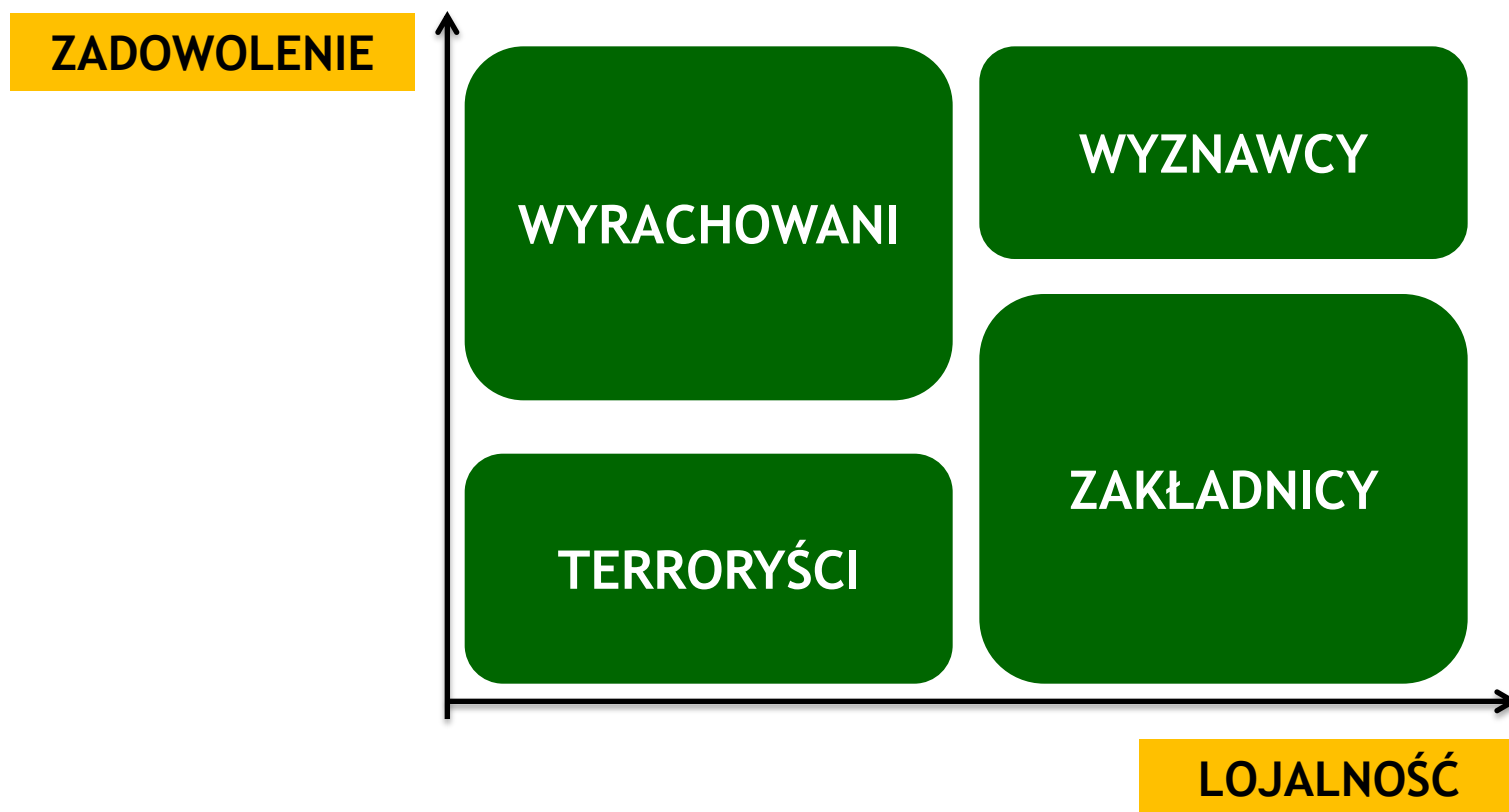 ZADOWOLENIE
WYRACHOWANI
WYZNAWCY
TERRORYŚCI
ZAKŁADNICY
LOJALNOŚĆ